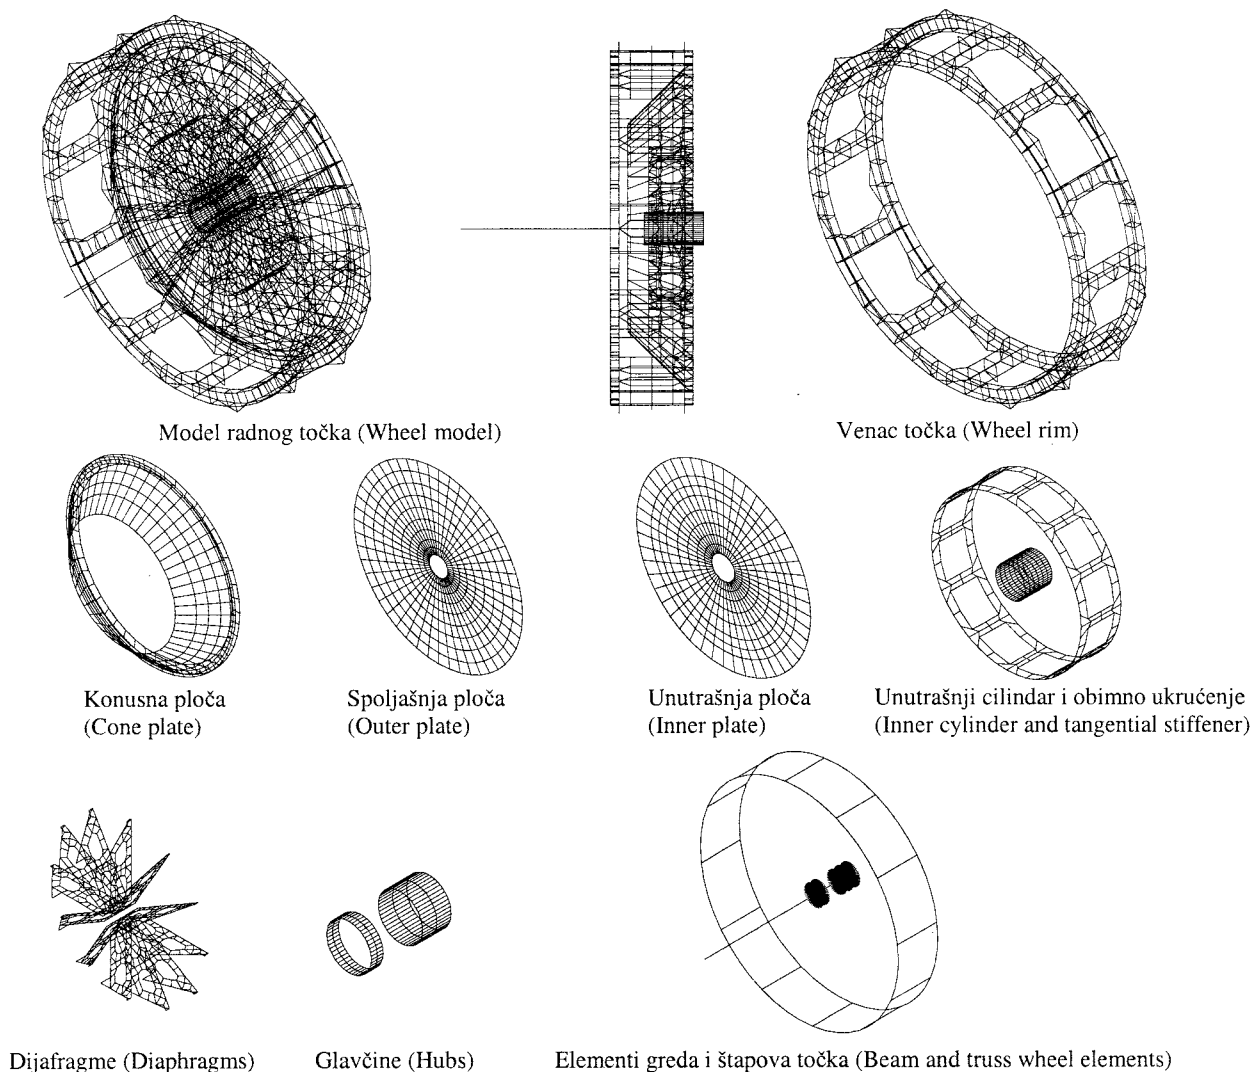 Model radnog točka (Wheel model)
Venac točka (Wheel rim)
Konusna ploča
(Cone plate)
Spoljašnja ploča
(Outer plate)
Unutrašnja ploča
(Inner plate)
Unutrašnji cilindar i obimno ukrućenje
(Inner cylinder and tangential stiffener)
Dijafragme (Diaphragms)
Glavčine (Hubs)
Elementi greda i štapova točka (Beam and truss wheel elements)